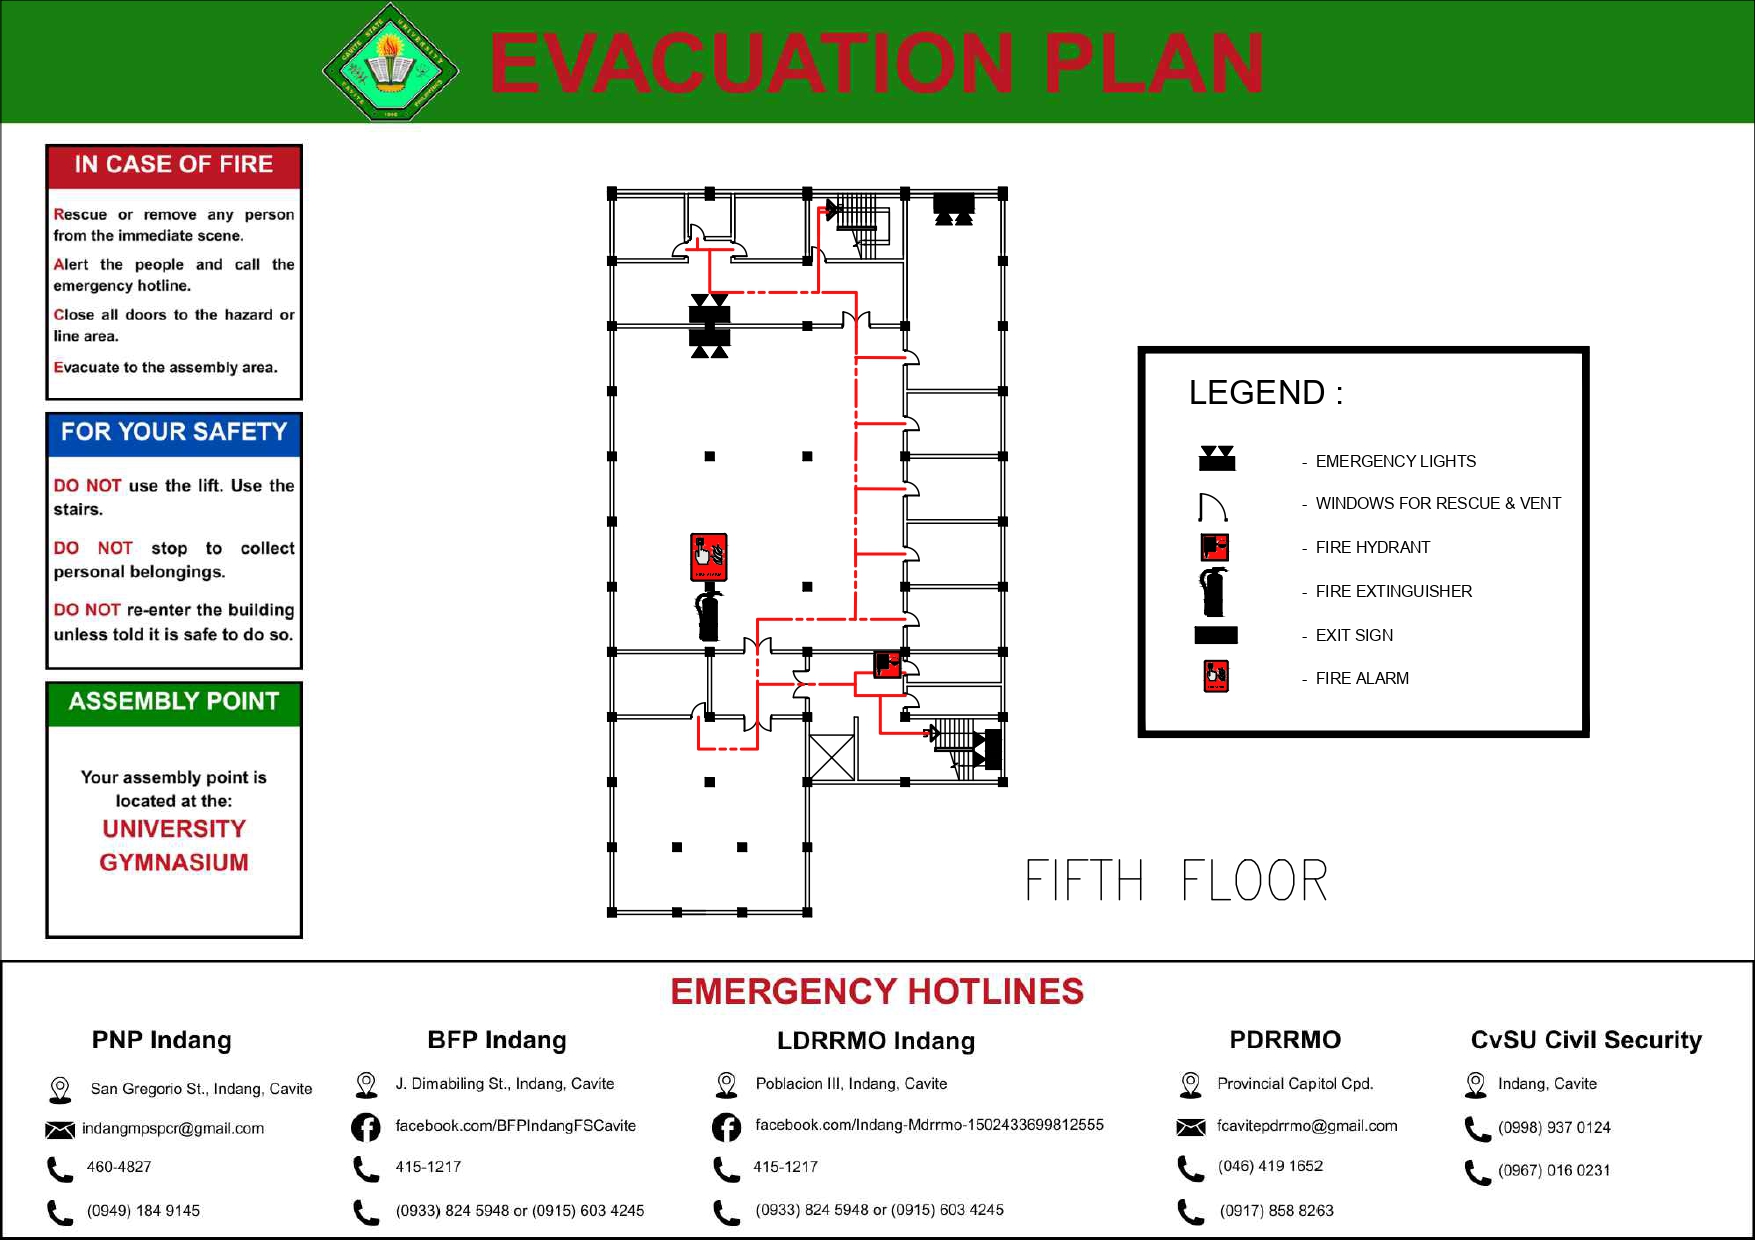 EVACUATION PLAN
CAVITE STATE UNIVERSITY
CAVITE
PHILIPPINES
1906
IN CASE OF FIRE
Rescue or remove any person
from the immediate scene.
Alert the people and call the
emergency hotline.
Close all doors to the hazard or
line area.
Evacuate to the assembly area.
FOR YOUR SAFETY
DO NOT use the lift. Use the
stairs.
DO NOT stop to collect
personal belongings.
DO NOT re-enter the building
unless told it is safe to do so.
ASSEMBLY POINT
Your assembly point is
located at the:
UNIVERSITY
GYMNASIUM
LEGEND :
- EMERGENCY LIGHTS
- WINDOWS FOR RESCUE & VENT
- FIRE HYDRANT
- FIRE EXTINGUISHER
- EXIT SIGN
- FIRE ALARM
FIFTH FLOOR
EMERGENCY HOTLINES
PNP Indang
San Gregorio St., Indang, Cavite
indangmpspcr@gmail.com
460-4827
(0949) 184 9145
BFP Indang
J. Dimabiling St., Indang, Cavite
facebook.com/BFPIndangFSCavite
415-1217
(0933) 824 5948 or (0915) 603 4245
LDRRMO Indang
Poblacion III, Indang, Cavite
facebook.com/Indang-Mdrrmo-1502433699812555
415-1217
(0933) 824 5948 or (0915) 603 4245
PDRRMO
Provincial Capitol Cpd.
fcavitepdrrmo@gmail.com
(046) 419 1652
(0917) 858 8263
CvSU Civil Security
Indang, Cavite
(0998) 937 0124
(0967) 016 0231